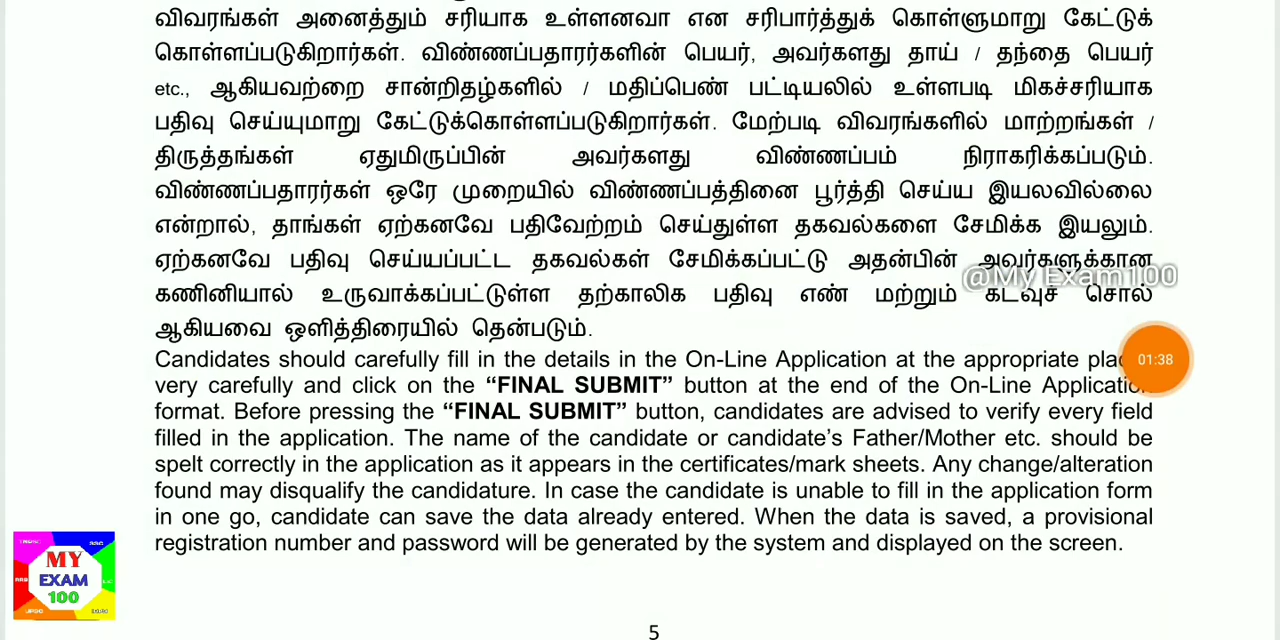 விவரங்கள் அனைத்தும் சரியாக உள்ளனவா என சரிபார்த்துக் கொள்ளுமாறு கேட்டுக்
கொள்ளப்படுகிறார்கள். விண்ணப்பதாரர்களின் பெயர், அவர்களது தாய் / தந்தை பெயர்
etc., ஆகியவற்றை சான்றிதழ்களில் / மதிப்பெண் பட்டியலில் உள்ளபடி மிகச்சரியாக
பதிவு செய்யுமாறு கேட்டுக்கொள்ளப்படுகிறார்கள். மேற்படி விவரங்களில் மாற்றங்கள் /
திருத்தங்கள் ஏதுமிருப்பின் அவர்களது விண்ணப்பம் நிராகரிக்கப்படும்.
விண்ணப்பதாரர்கள் ஒரே முறையில் விண்ணப்பத்தினை பூர்த்தி செய்ய இயலவில்லை
என்றால், தாங்கள் ஏற்கனவே பதிவேற்றம் செய்துள்ள தகவல்களை சேமிக்க இயலும்.
ஏற்கனவே பதிவு செய்யப்பட்ட தகவல்கள் சேமிக்கப்பட்டு அதன்பின் அவர்களுக்கான
@My Exam100
கணினியால் உருவாக்கப்பட்டுள்ள தற்காலிக பதிவு எண் மற்றும் கடவுச் சொல்
ஆகியவை ஒளித்திரையில் தென்படும்.
Candidates should carefully fill in the details in the On-Line Application at the appropriate
01:38
very carefully and click on the “FINAL SUBMIT” button at the end of the On-Line Application
format. Before pressing the “FINAL SUBMIT” button, candidates are advised to verify every field
filled in the application. The name of the candidate or candidate’s Father/Mother etc. should be
spelt correctly in the application as it appears in the certificates/mark sheets. Any change/alteration
found may disqualify the candidature. In case the candidate is unable to fill in the application form
in one go, candidate can save the data already entered. When the data is saved, a provisional
registration number and password will be generated by the system and displayed on the screen.
MY
EXAM
100
5